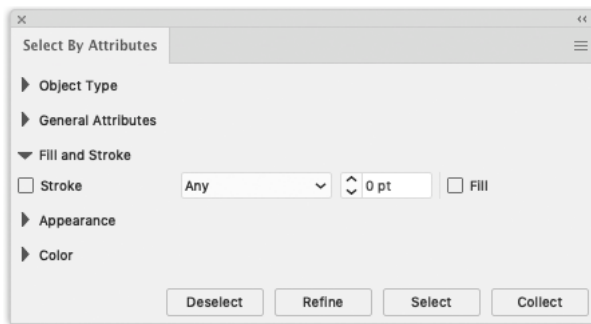 Select By Attributes
Object Type
General Attributes
Fill and Stroke
Stroke Any 0 pt Fill
Appearance
Color
Deselect Refine Select Collect